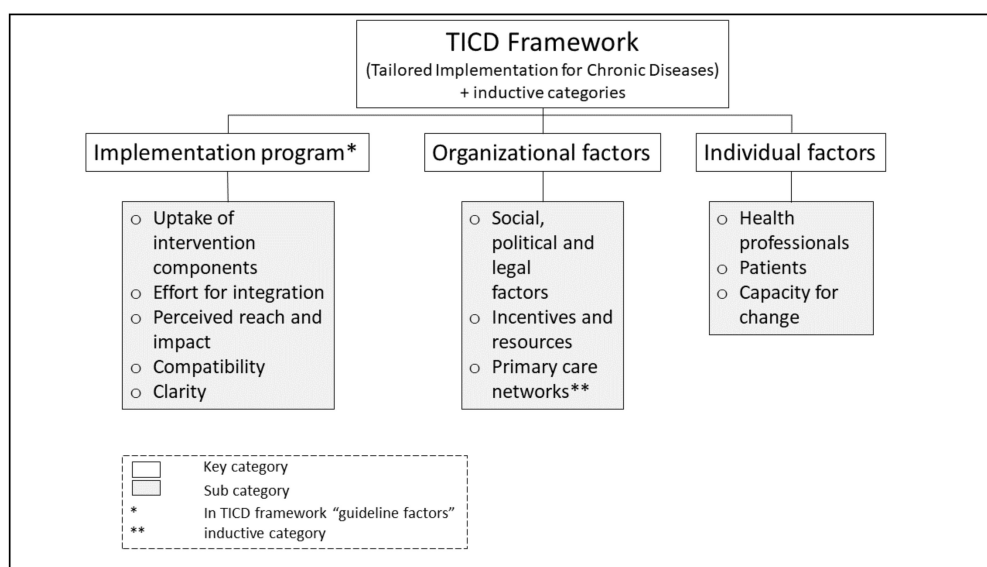 TICD Framework
(Tailored Implementation for Chronic Diseases)
+ inductive categories
Implementation program*
Organizational factors
Individual factors
o Uptake of
intervention
components
o Effort for integration
o Perceived reach and
impact
o Compatibility
o Clarity
o Social,
political and
legal
factors
o Incentives and
resources
o Primary care
networks**
o Health
professionals
o Patients
o Capacity for
change
Key category
Sub category
* In TICD framework “guideline factors”
** inductive category